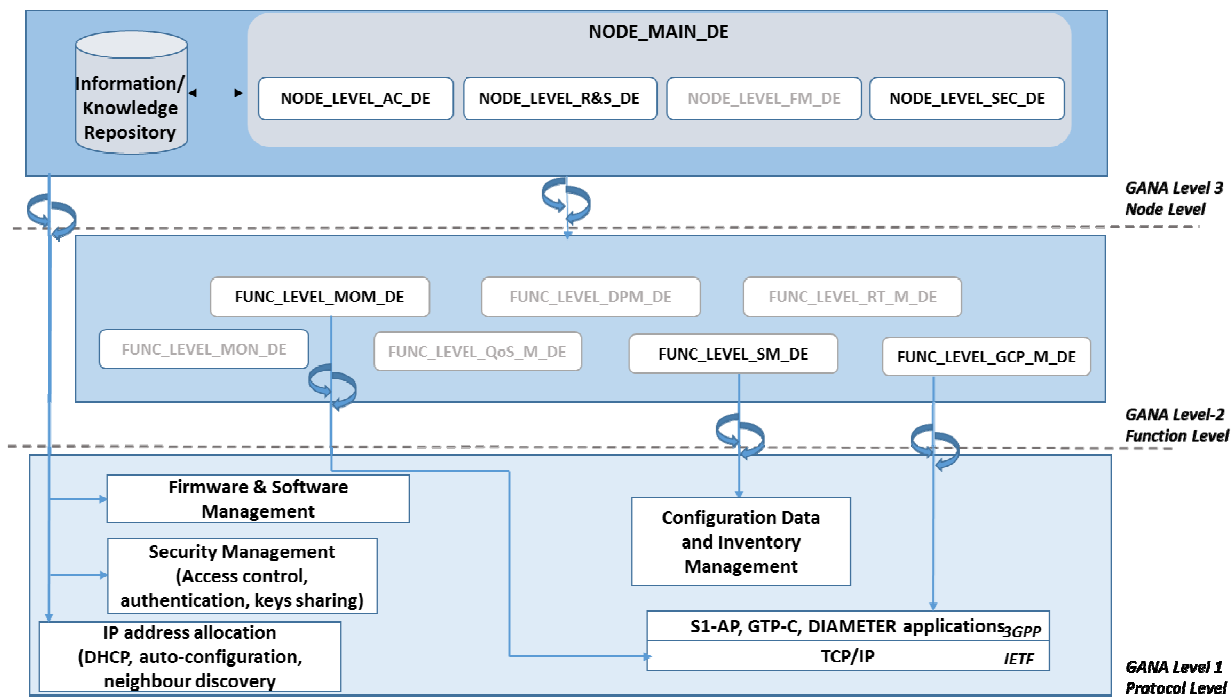 NODE_MAIN_DE
Information/
Knowledge
Repository
NODE_LEVEL_AC_DE
NODE_LEVEL_R&S_DE
NODE_LEVEL_FM_DE
NODE_LEVEL_SEC_DE
GANA Level 3
Node Level
FUNC_LEVEL_MOM_DE
FUNC_LEVEL_DPM_DE
FUNC_LEVEL_RT_M_DE
FUNC_LEVEL_MON_DE
FUNC_LEVEL_QoS_M_DE
FUNC_LEVEL_SM_DE
FUNC_LEVEL_GCP_M_DE
GANA Level-2
Function Level
Firmware & Software
Management
Security Management
(Access control,
authentication, keys sharing)
IP address allocation
(DHCP, auto-configuration,
neighbour discovery
Configuration Data
and Inventory
Management
S1-AP, GTP-C, DIAMETER applications 3GPP
TCP/IP IETF
GANA Level 1
Protocol Level